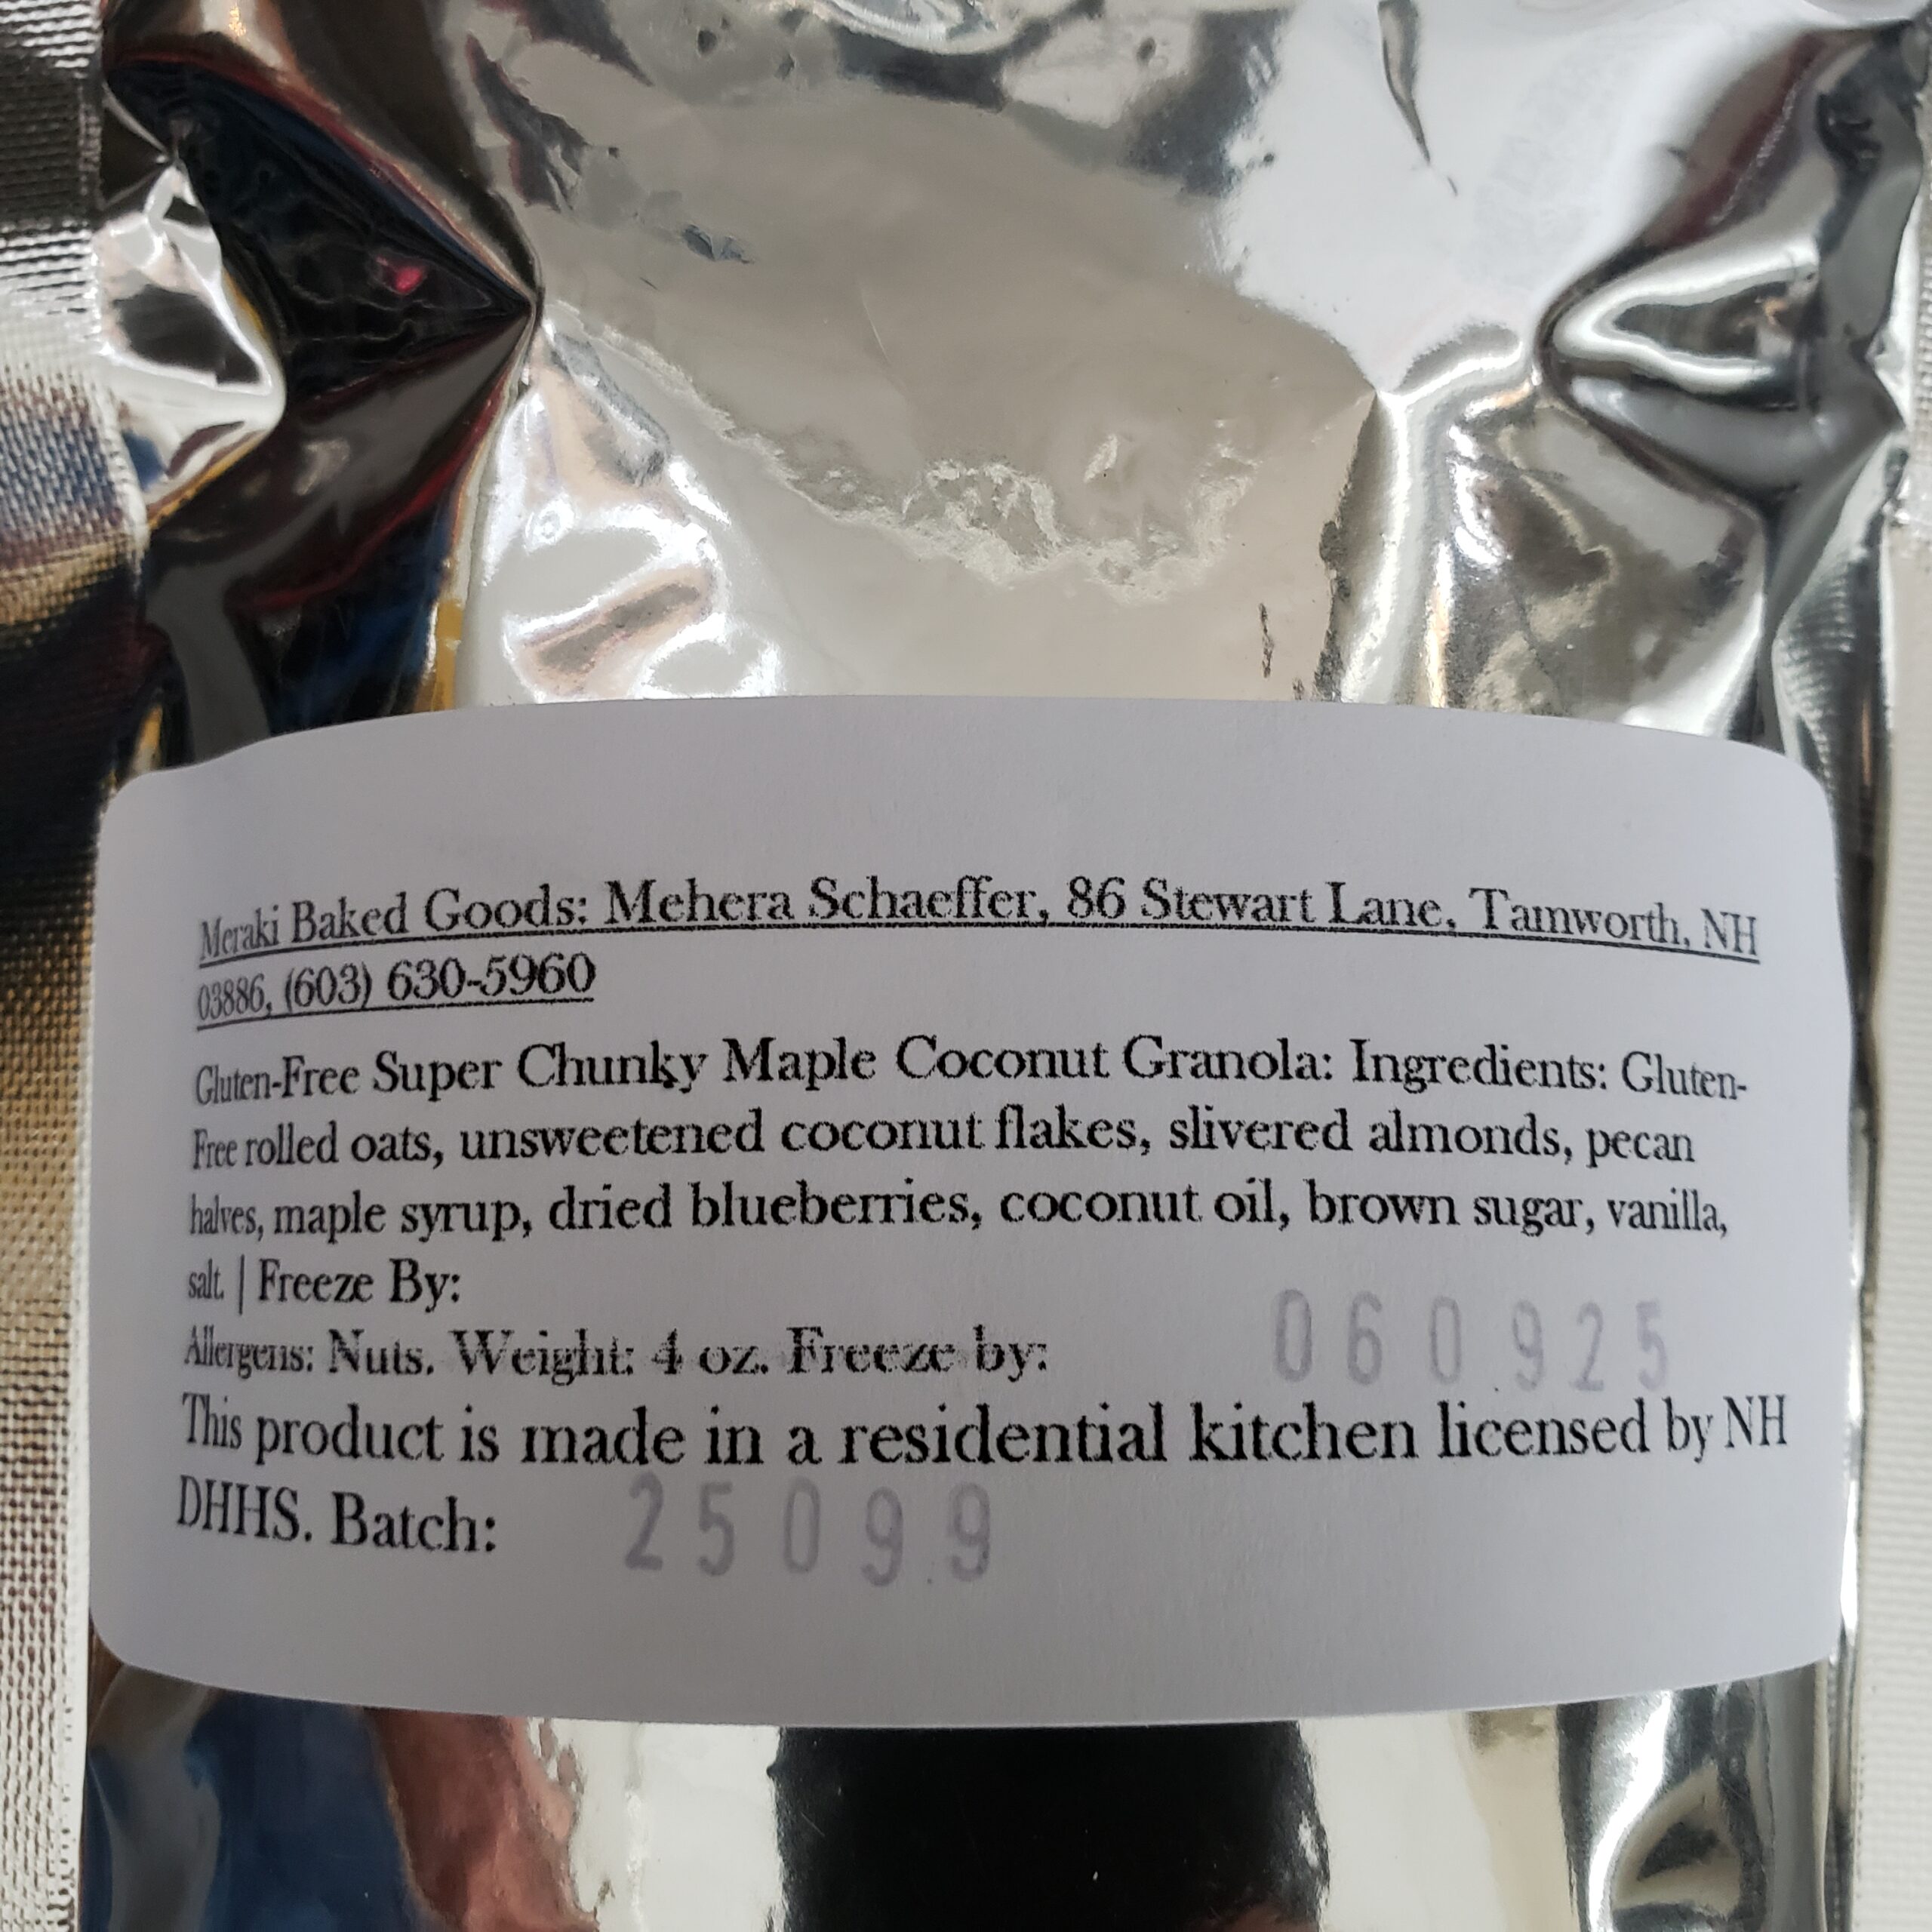 Meraki Baked Goods: Mehera Schaeffer, 86 Stewart Lane, Tamworth, NH
03886, (603) 630-5960
Gluten-Free Super Chunky Maple Coconut Granola: Ingredients: Gluten-
Free rolled oats, unsweetened coconut flakes, slivered almonds, pecan
halves, maple syrup, dried blueberries, coconut oil, brown sugar, vanilla,
salt. | Freeze By:
Allergens: Nuts. Weight: 4 oz. Freeze by: 060925
This product is made in a residential kitchen licensed by NH
DHHS. Batch: 25099